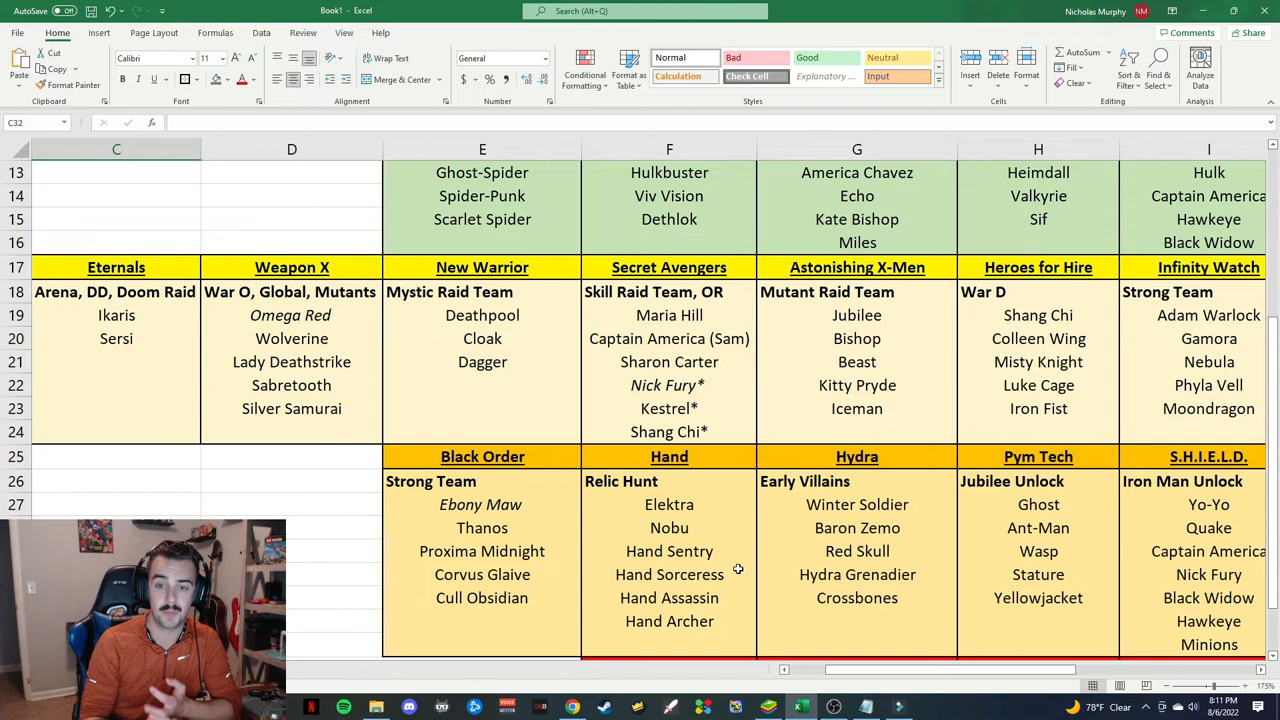 AutoSave Off Book1 - Excel Search (Alt+Q) Nicholas Murphy NM
File Home Insert Page Layout Formulas Data Review View Help Comments Share
Paste Cut Copy Format Painter Clipboard
Calibri 11 B I U A Font
Wrap Text Merge & Center Alignment
General $ % , Number
Conditional Formatting Format as Table
Normal Bad Good Neutral
Calculation Check Cell Explanatory ... Input
Styles
Insert Delete Format Cells
AutoSum Fill Clear Sort & Filter Find & Select Editing
Analyze Data Analysis
C32 fx
C D E F G H I
13 Ghost-Spider Hulkbuster America Chavez Heimdall Hulk
14 Spider-Punk Viv Vision Echo Valkyrie Captain America
15 Scarlet Spider Dethlok Kate Bishop Sif Hawkeye
16 Miles Black Widow
17 Eternals Weapon X New Warrior Secret Avengers Astonishing X-Men Heroes for Hire Infinity Watch
18 Arena, DD, Doom Raid War O, Global, Mutants Mystic Raid Team Skill Raid Team, OR Mutant Raid Team War D Strong Team
19 Ikaris Omega Red Deathpool Maria Hill Jubilee Shang Chi Adam Warlock
20 Sersi Wolverine Cloak Captain America (Sam) Bishop Colleen Wing Gamora
21 Lady Deathstrike Dagger Sharon Carter Beast Misty Knight Nebula
22 Sabretooth Nick Fury* Kitty Pryde Luke Cage Phyla Vell
23 Silver Samurai Kestrel* Iceman Iron Fist Moondragon
24 Shang Chi*
25 Black Order Hand Hydra Pym Tech S.H.I.E.L.D.
26 Strong Team Relic Hunt Early Villains Jubilee Unlock Iron Man Unlock
27 Ebony Maw Elektra Winter Soldier Ghost Yo-Yo
Thanos Nobu Baron Zemo Ant-Man Quake
Proxima Midnight Hand Sentry Red Skull Wasp Captain America
Corvus Glaive Hand Sorceress Hydra Grenadier Stature Nick Fury
Cull Obsidian Hand Assassin Crossbones Yellowjacket Black Widow
Hand Archer Hawkeye
Minions
175%
78°F Clear 8:11 PM
8/6/2022